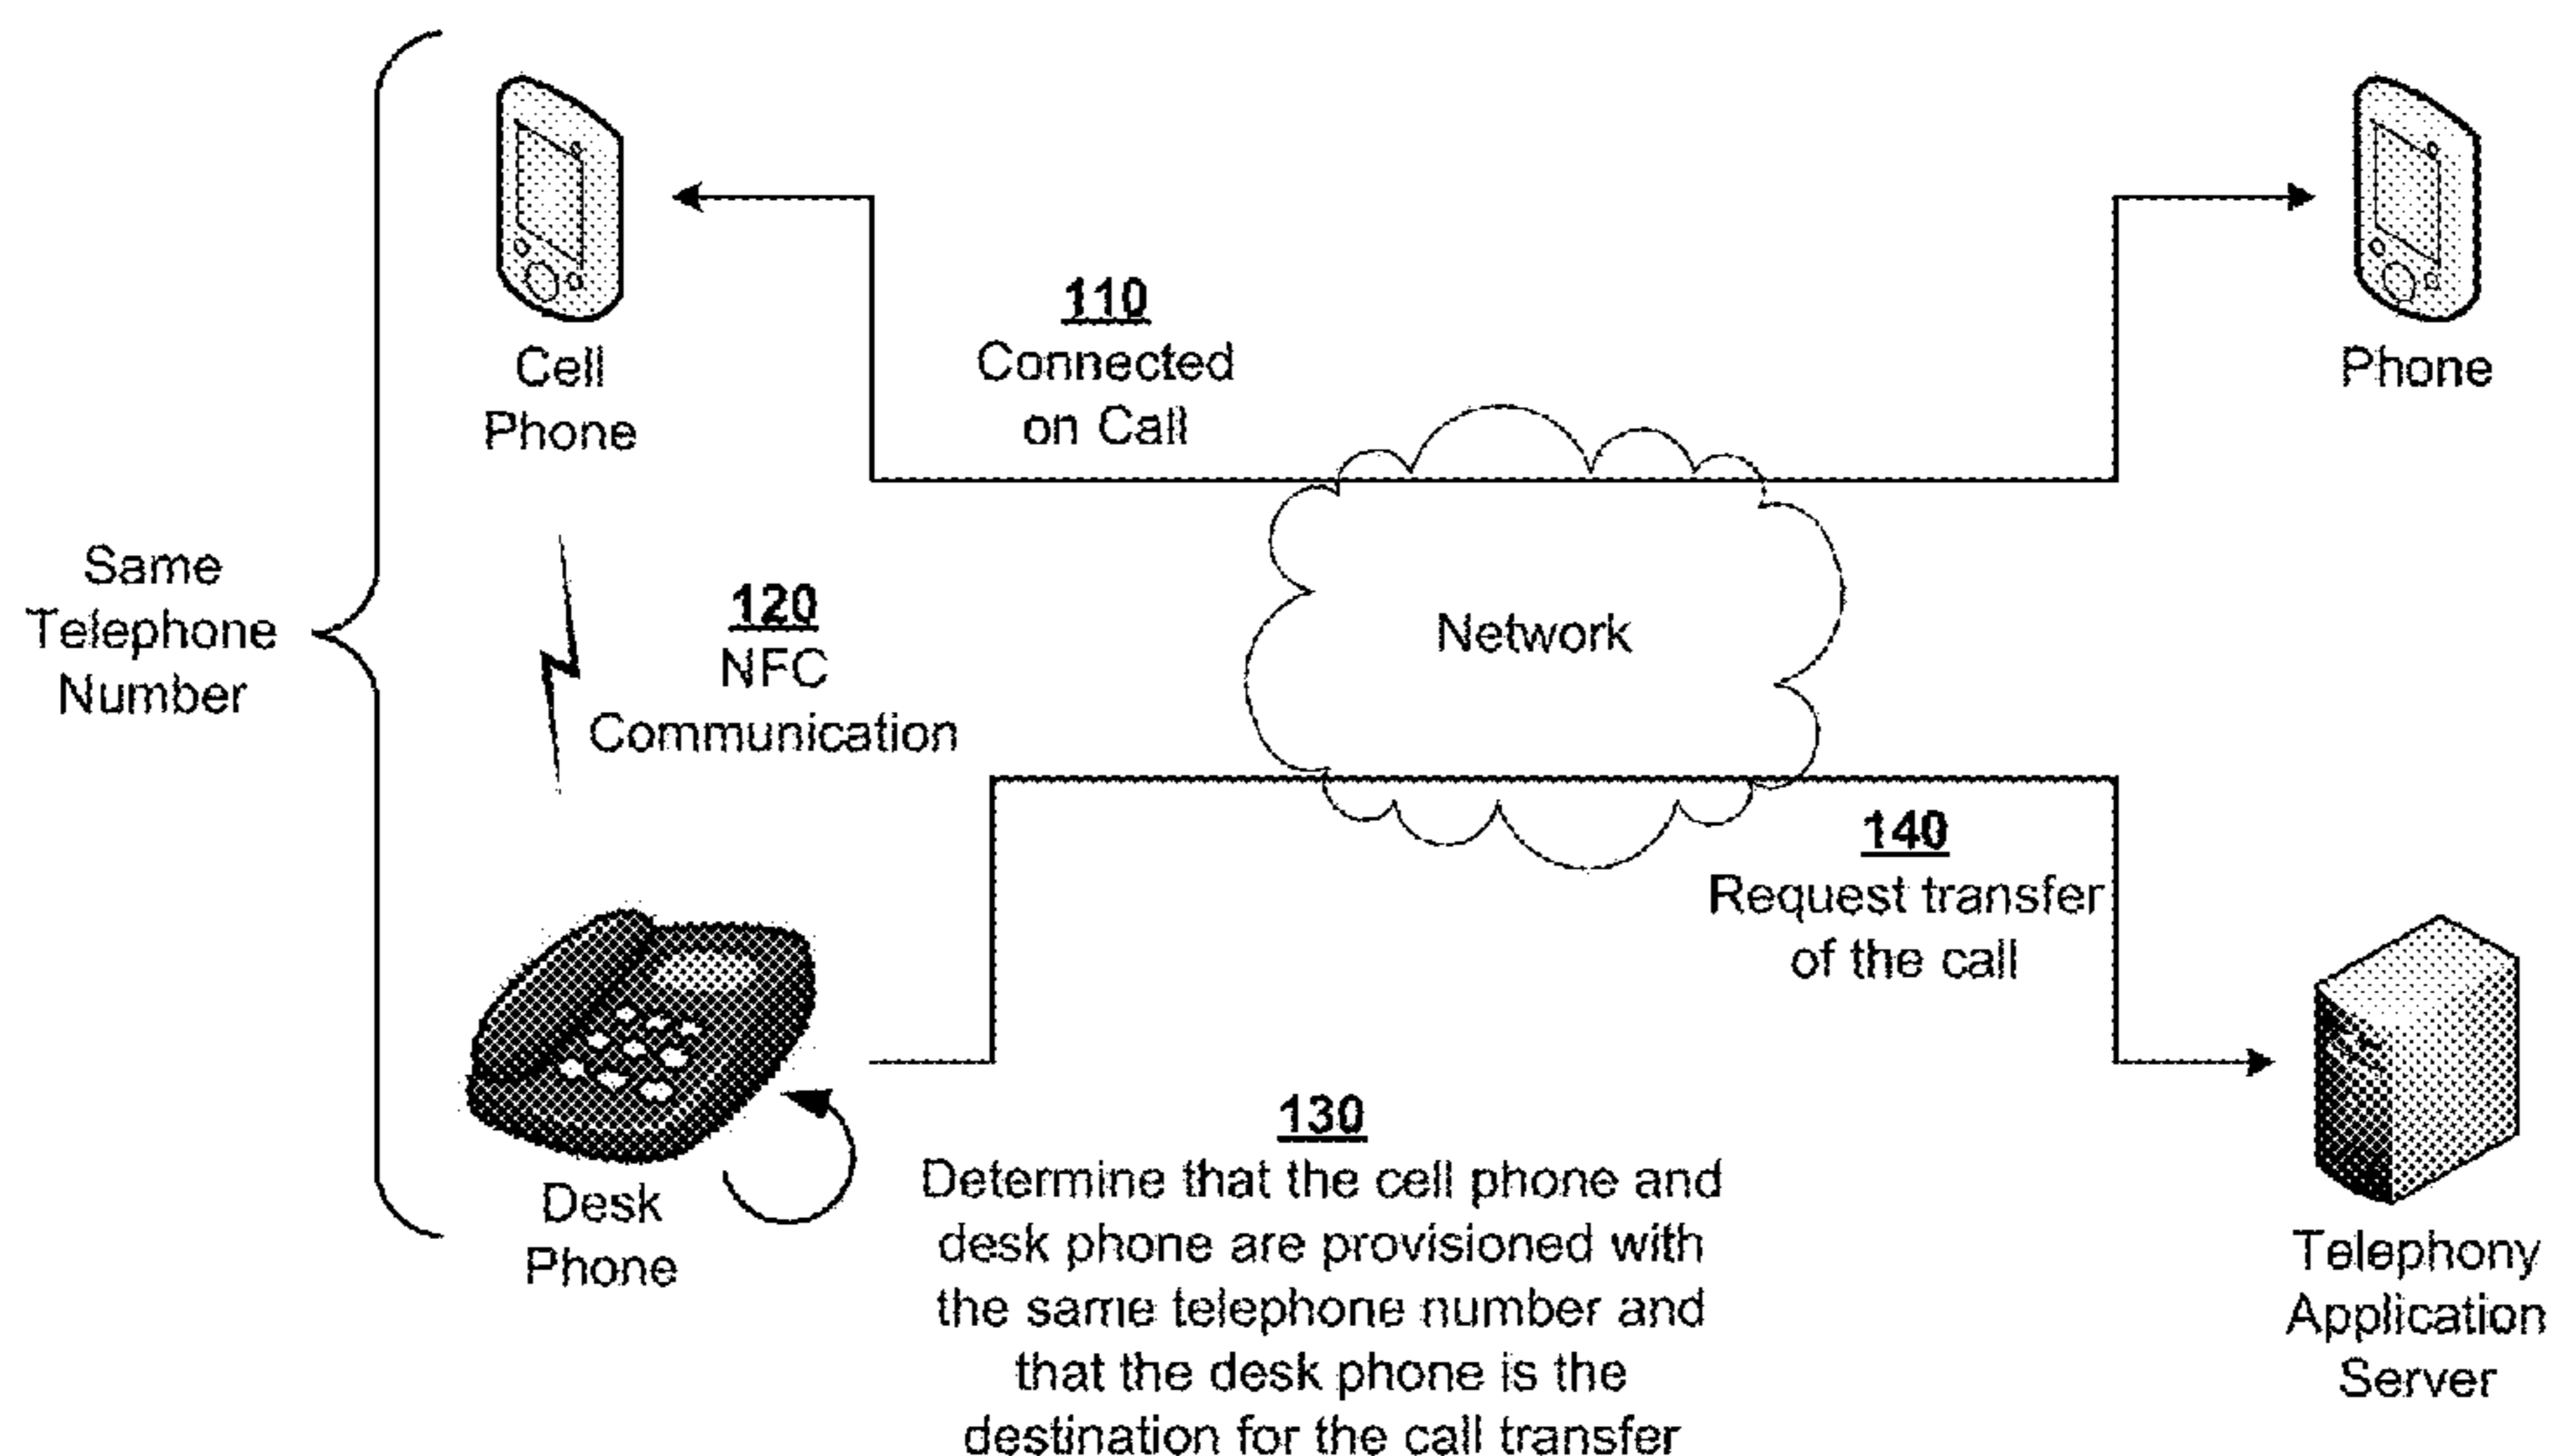 Cell
Phone
110
Connected
on Call
Phone
Same
Telephone
Number
120
NFC
Communication
Network
140
Request transfer
of the call
Desk
Phone
130
Determine that the cell phone and
desk phone are provisioned with
the same telephone number and
that the desk phone is the
destination for the call transfer
Telephony
Application
Server